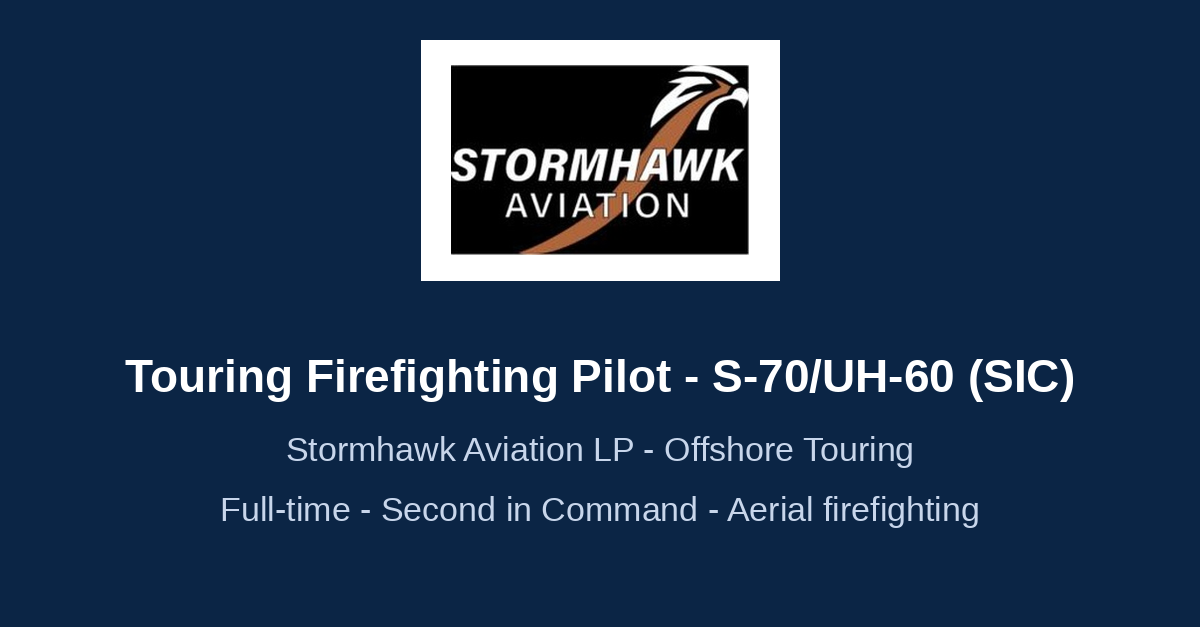 STORMHAWK
AVIATION
Touring Firefighting Pilot - S-70/UH-60 (SIC)
Stormhawk Aviation LP - Offshore Touring
Full-time - Second in Command - Aerial firefighting